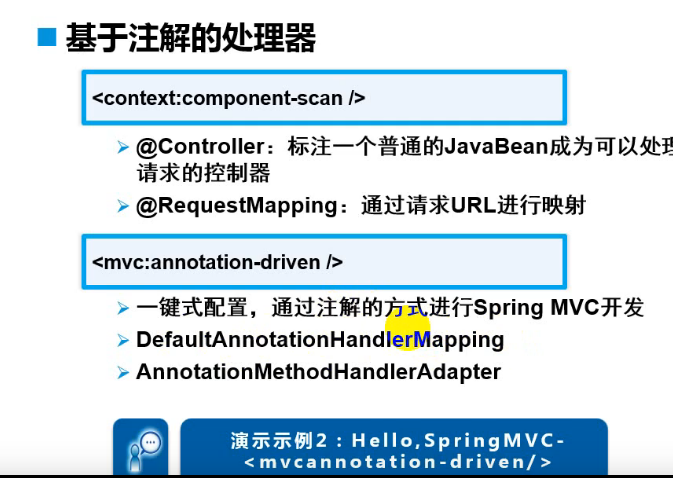 基于注解的处理器
<context:component-scan />
@Controller：标注一个普通的JavaBean成为可以处理
请求的控制器
@RequestMapping：通过请求URL进行映射
<mvc:annotation-driven />
一键式配置，通过注解的方式进行Spring MVC开发
DefaultAnnotationHandlerMapping
AnnotationMethodHandlerAdapter
演示示例2：Hello,SpringMVC-
<mvcannotation-driven/>